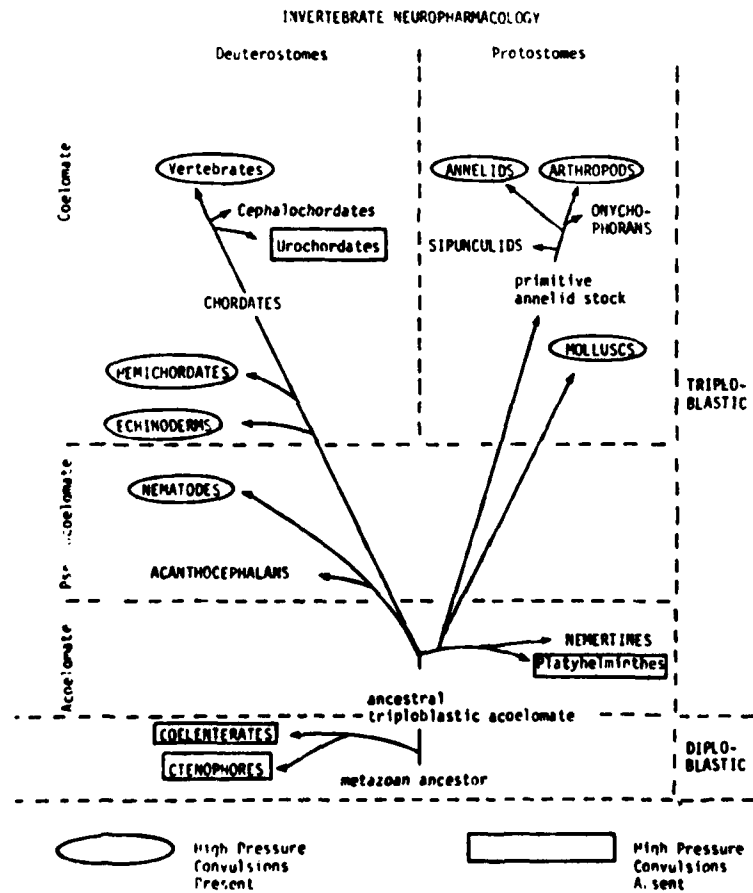 INVERTEBRATE NEUROPHARMACOLOGY
Deuterostomes
Protostomes
Coelomate
Vertebrates
ANNELIDS
ARTHROPODS
Cephalochordates
ONYCHO-
PHORANS
Urochordates
SIPUNCULIDS
CHORDATES
primitive
annelid stock
MOLLUSCS
HEMICHORDATES
TRIPLO-
BLASTIC
ECHINODERMS
NEMATODES
ACANTHOCEPHALANS
Acoelomate
NEMERTINES
Platyhelminthes
ancestral
triploblastic acoelomate
COELENTERATES
CTENOPHORES
metazoan ancestor
DIPLO-
BLASTIC
High Pressure
Convulsions
Present
High Pressure
Convulsions